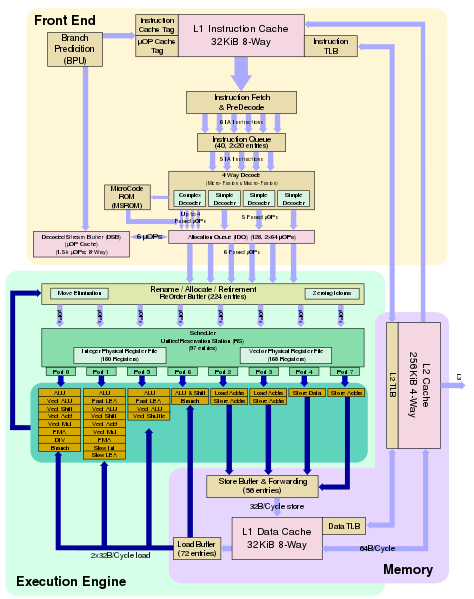 Front End
Branch
Predicition
(BPU)
Instruction
Cache Tag
µOP Cache
Tag
L1 Instruction Cache
32KiB 8-Way
Instruction
TLB
Instruction Fetch
& PreDecode
6 IA Instructions
Instruction Queue
(40, 2x20 entries)
5 IA Instructions
4-Way Decode
(Micro-Fusion & Macro-Fusion)
Complex
Decoder
Simple
Decoder
Simple
Decoder
Simple
Decoder
MicroCode
ROM
(MSROM)
Up to 4
Fused µOPs
5 Fused µOPs
Decoded Stream Buffer (DSB)
(µOP Cache)
(1.5k µOPs; 8-Way)
6 µOPs
Allocation Queue (IDQ) (128, 2x64 µOPs)
6 Fused µOPs
Move Elimination
Rename / Allocate / Retirement
ReOrder Buffer (224 entries)
Zeroing Idioms
µOPs
µOPs
µOPs
µOPs
µOPs
µOPs
µOPs
µOPs
Scheduler
Unified Reservation Station (RS)
(97 entries)
Integer Physical Register File
(180 Registers)
Vector Physical Register File
(168 Registers)
Port 0
Port 1
Port 5
Port 6
Port 2
Port 3
Port 4
Port 7
ALU
Vect ALU
Vect Shift
Vect Add
Vect Mul
FMA
DIV
Branch
ALU
Fast LEA
Vect ALU
Vect Shift
Vect Add
Vect Mul
FMA
Slow Int
Slow LEA
ALU
Fast LEA
Vect ALU
Vect Shuffle
ALU & Shift
Branch
Load Addr
Store Addr
Load Addr
Store Addr
Store Data
Store Addr
Store Buffer & Forwarding
(56 entries)
32B/Cycle store
L1 Data Cache
32KiB 8-Way
Data TLB
Load Buffer
(72 entries)
2x32B/Cycle load
64B/Cycle
L2 TLB
L2 Cache
256KiB 4-Way
L3
Execution Engine
Memory